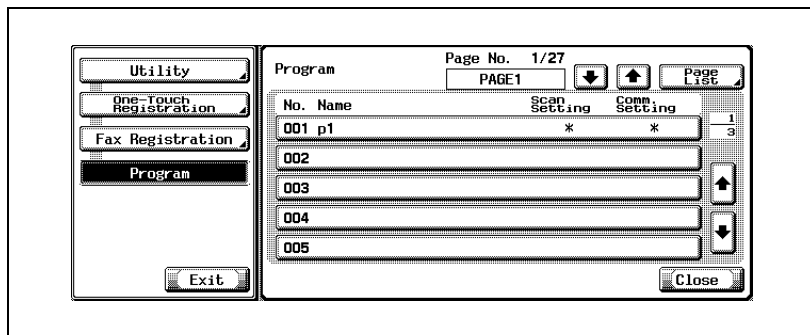 Utility
One-Touch
Registration
Fax Registration
Program
Exit
Program
Page No. 1/27
PAGE1
Page
List
No. Name Scan Setting Comm. Setting
001 p1 * *
1
3
002
003
004
005
Close